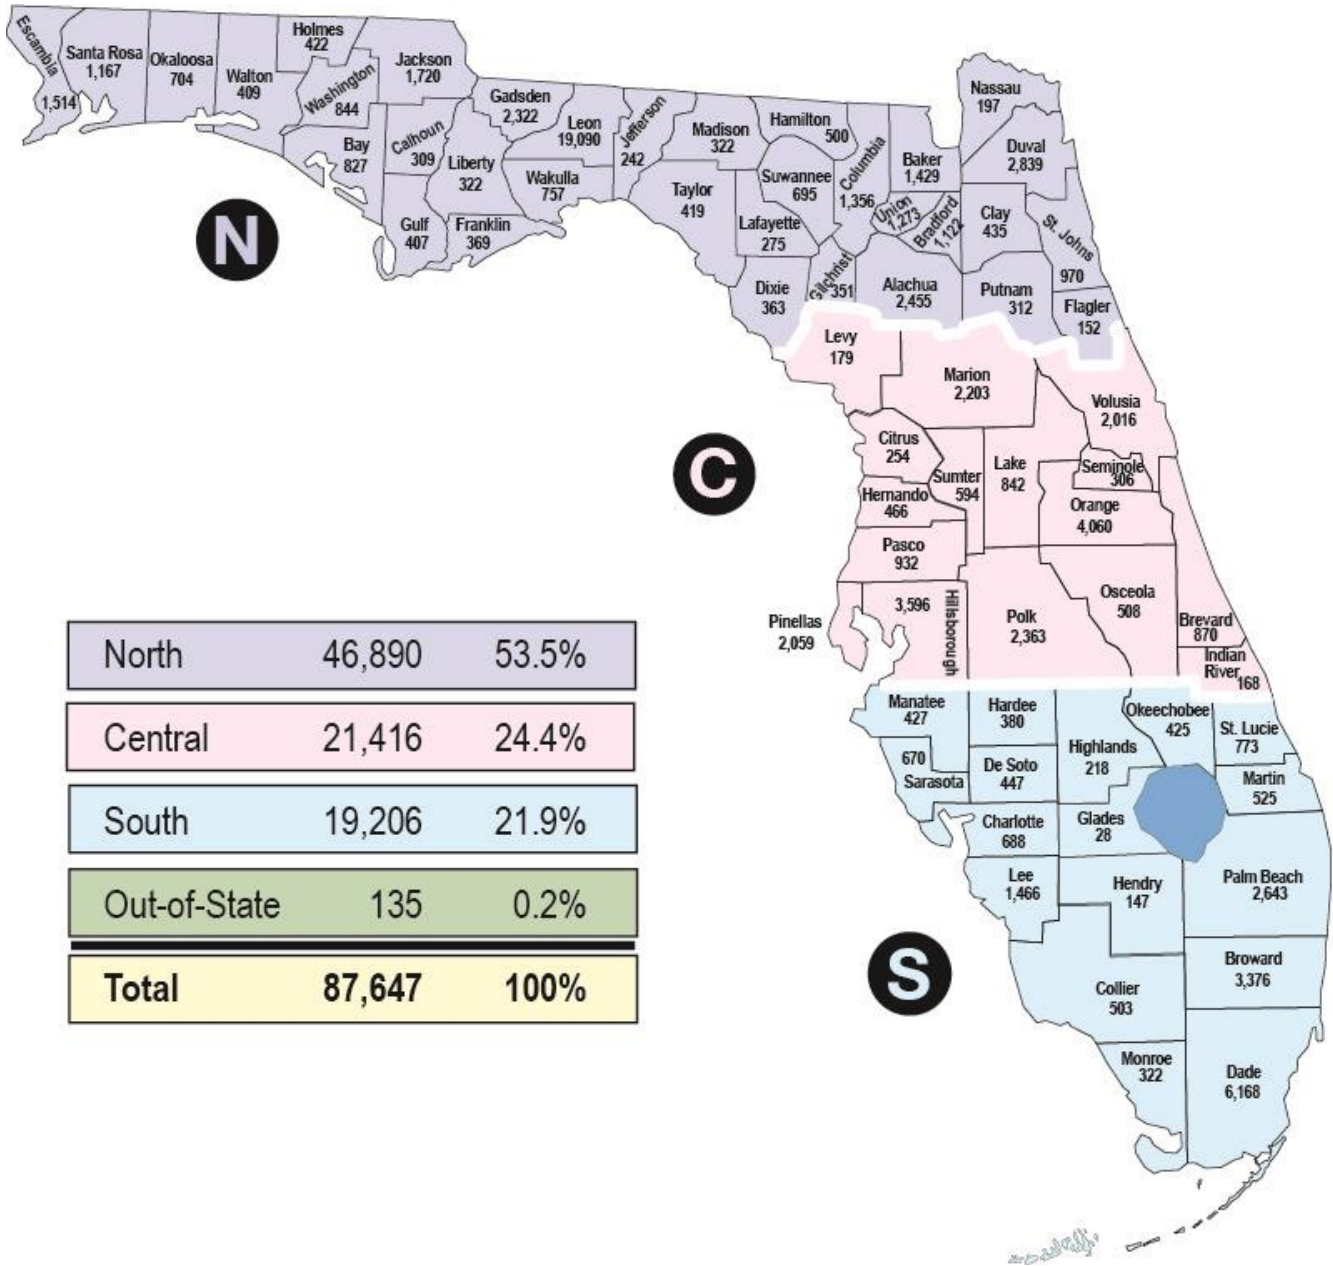 Escambia
1,514
Santa Rosa
1,167
Okaloosa
704
Walton
409
Holmes
422
Washington
844
Jackson
1,720
Bay
827
Calhoun
309
Gulf
407
Liberty
322
Franklin
369
Gadsden
2,322
Leon
19,090
Wakulla
757
Jefferson
242
Madison
322
Taylor
419
Hamilton
500
Suwannee
695
Lafayette
275
Dixie
363
Columbia
1,356
Gilchrist
351
Baker
1,429
Union
1,273
Bradford
1,122
Alachua
2,455
Nassau
197
Duval
2,839
Clay
435
St. Johns
970
Putnam
312
Flagler
152
N
Levy
179
Marion
2,203
Volusia
2,016
Citrus
254
Sumter
594
Lake
842
Seminole
306
Orange
4,060
Hernando
466
Pasco
932
Pinellas
2,059
3,596
Hillsborough
Polk
2,363
Osceola
508
Brevard
870
Indian
River
168
C
Manatee
427
Hardee
380
Highlands
218
Okeechobee
425
St. Lucie
773
670
Sarasota
De Soto
447
Martin
525
Charlotte
688
Glades
28
Lee
1,466
Hendry
147
Palm Beach
2,643
Broward
3,376
Collier
503
Monroe
322
Dade
6,168
S
North 46,890 53.5%
Central 21,416 24.4%
South 19,206 21.9%
Out-of-State 135 0.2%
Total 87,647 100%